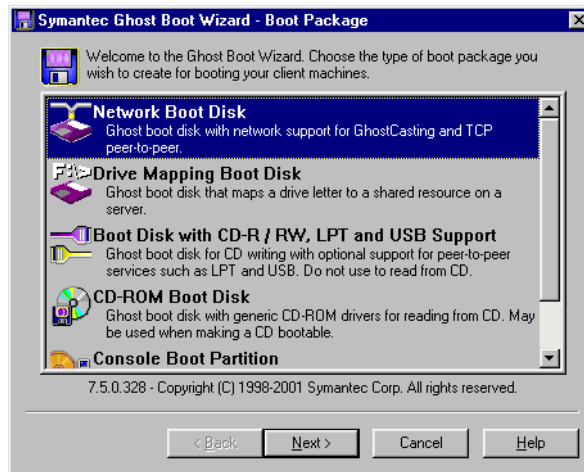 Symantec Ghost Boot Wizard - Boot Package
Welcome to the Ghost Boot Wizard. Choose the type of boot package you
wish to create for booting your client machines.
Network Boot Disk
Ghost boot disk with network support for GhostCasting and TCP
peer-to-peer.
F:\>
Drive Mapping Boot Disk
Ghost boot disk that maps a drive letter to a shared resource on a
server.
Boot Disk with CD-R / RW, LPT and USB Support
Ghost boot disk for CD writing with optional support for peer-to-peer
services such as LPT and USB. Do not use to read from CD.
CD-ROM Boot Disk
Ghost boot disk with generic CD-ROM drivers for reading from CD. May
be used when making a CD bootable.
Console Boot Partition
7.5.0.328 - Copyright (C) 1998-2001 Symantec Corp. All rights reserved.
< Back
Next >
Cancel
Help